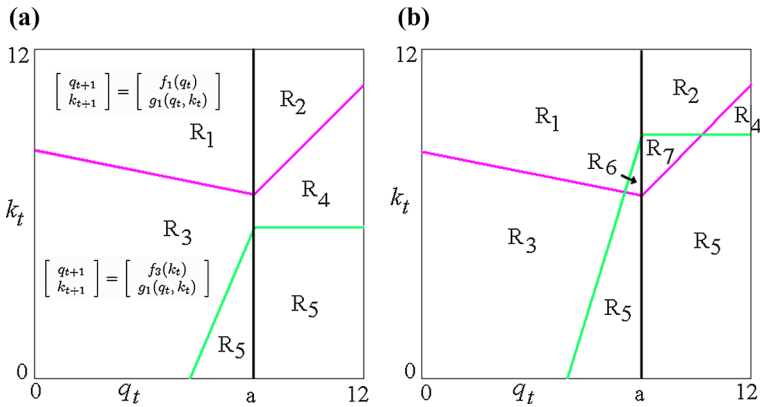 (a)
12
[ q_{t+1} ] = [ f_1(q_t) ]
[ k_{t+1} ] = [ g_1(q_t, k_t) ]
R_1
R_2
k_t
R_3
R_4
[ q_{t+1} ] = [ f_3(k_t) ]
[ k_{t+1} ] = [ g_1(q_t, k_t) ]
R_5
R_5
0
0
q_t
a
12
(b)
12
R_1
R_2
R_4
R_7
R_6
k_t
R_3
R_5
R_5
0
0
q_t
a
12